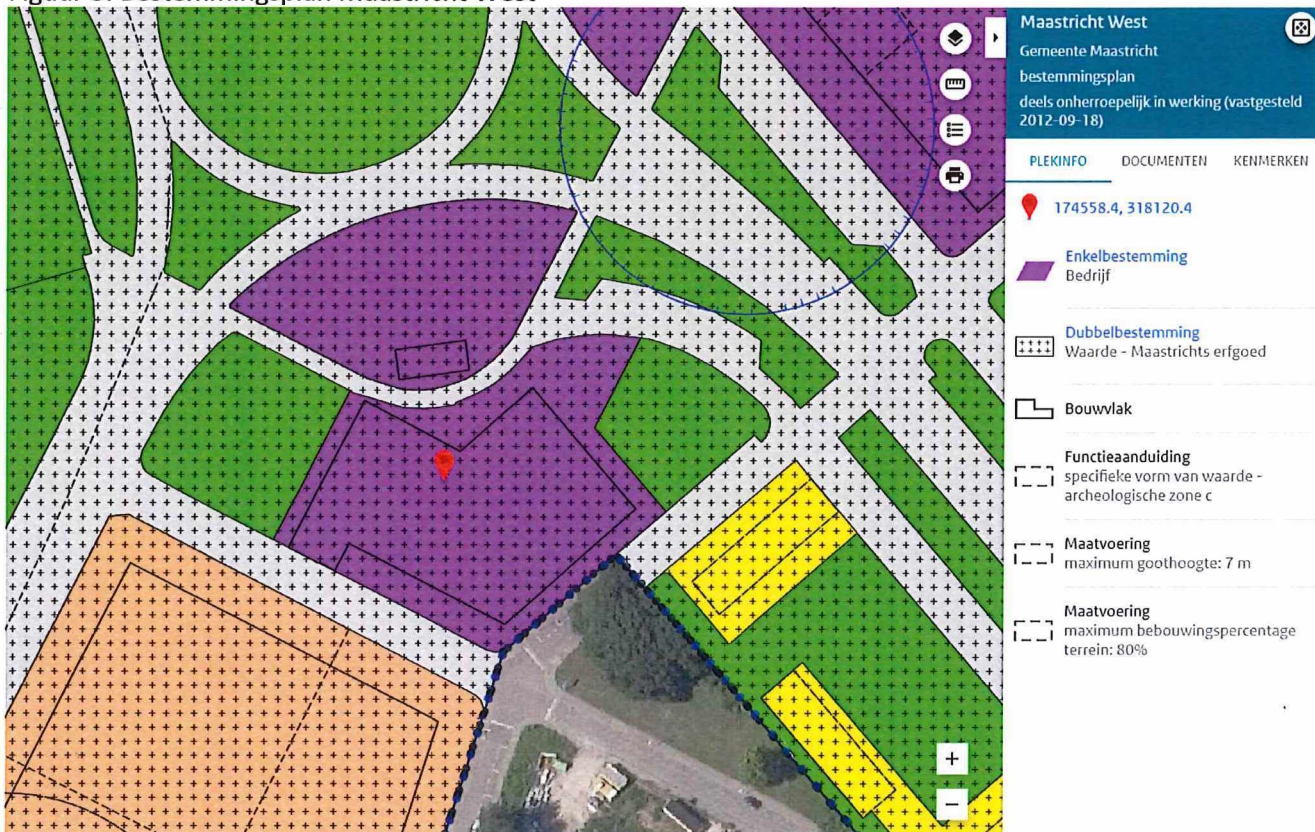 Maastricht West
Gemeente Maastricht
bestemmingsplan
deels onherroepelijk in werking (vastgesteld
2012-09-18)
PLEKINFO DOCUMENTEN KENMERKEN
174558.4, 318120.4
Enkelbestemming
Bedrijf
Dubbelbestemming
Waarde - Maastrichts erfgoed
Bouwvlak
Functieaanduiding
specifieke vorm van waarde -
archeologische zone c
Maatvoering
maximum goothoogte: 7 m
Maatvoering
maximum bebouwingspercentage
terrein: 80%